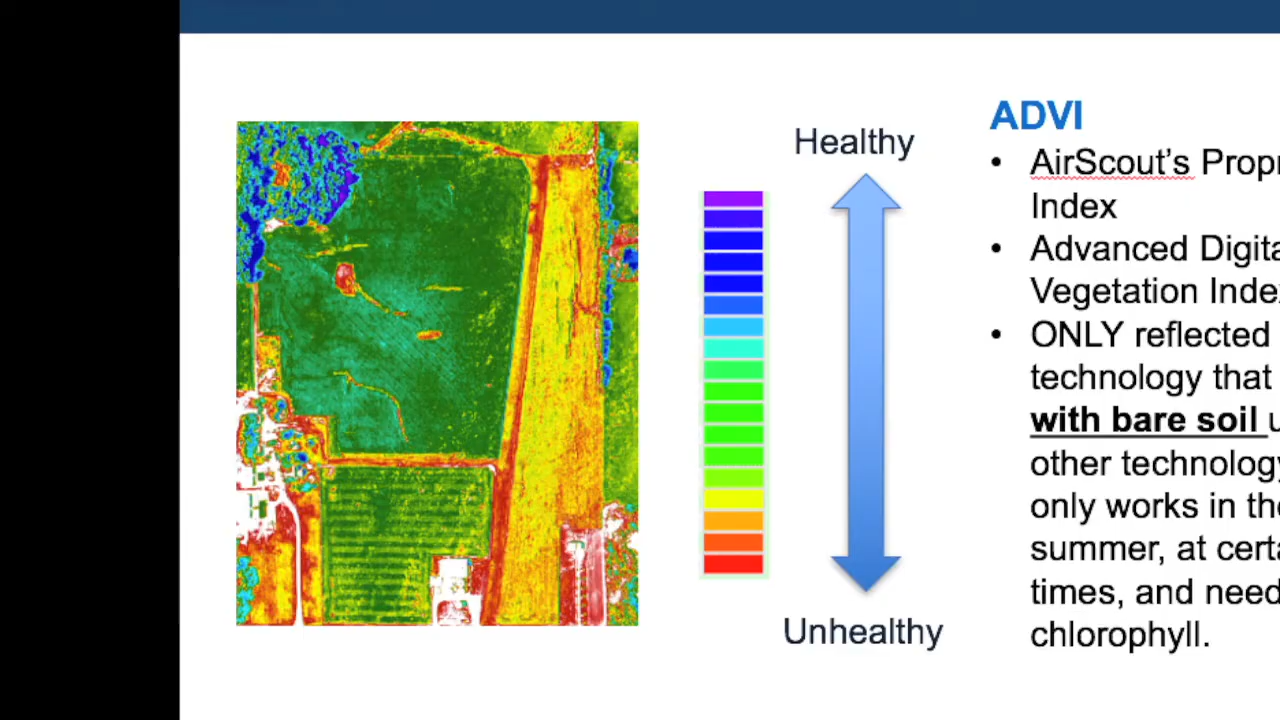 Healthy
Unhealthy
ADVI
• AirScout's Propr
Index
• Advanced Digita
Vegetation Inde
• ONLY reflected
technology that
with bare soil u
other technology
only works in the
summer, at certa
times, and need
chlorophyll.